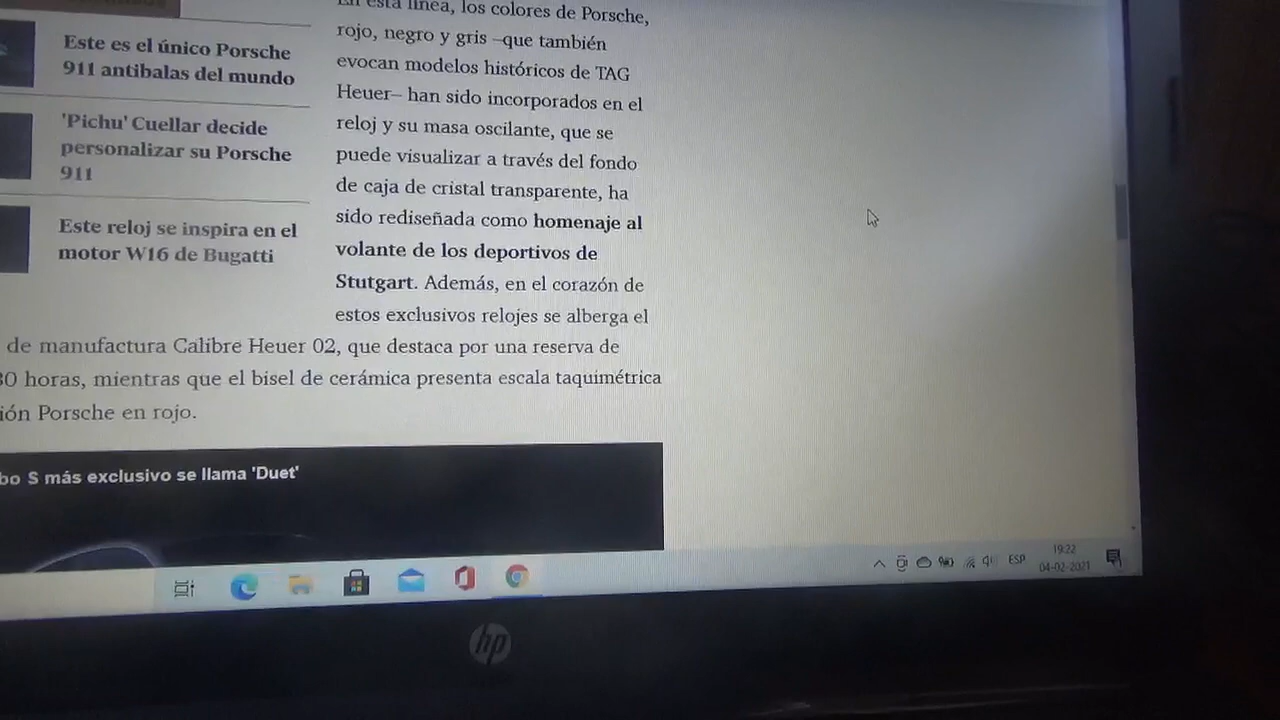 Este es el único Porsche
911 antibalas del mundo
'Pichu' Cuellar decide
personalizar su Porsche
911
Este reloj se inspira en el
motor W16 de Bugatti
En esta línea, los colores de Porsche,
rojo, negro y gris –que también
evocan modelos históricos de TAG
Heuer– han sido incorporados en el
reloj y su masa oscilante, que se
puede visualizar a través del fondo
de caja de cristal transparente, ha
sido rediseñada como homenaje al
volante de los deportivos de
Stutgart. Además, en el corazón de
estos exclusivos relojes se alberga el
de manufactura Calibre Heuer 02, que destaca por una reserva de
80 horas, mientras que el bisel de cerámica presenta escala taquimétrica
ión Porsche en rojo.
bo S más exclusivo se llama 'Duet'
ESP
19:22
04-02-2021
hp